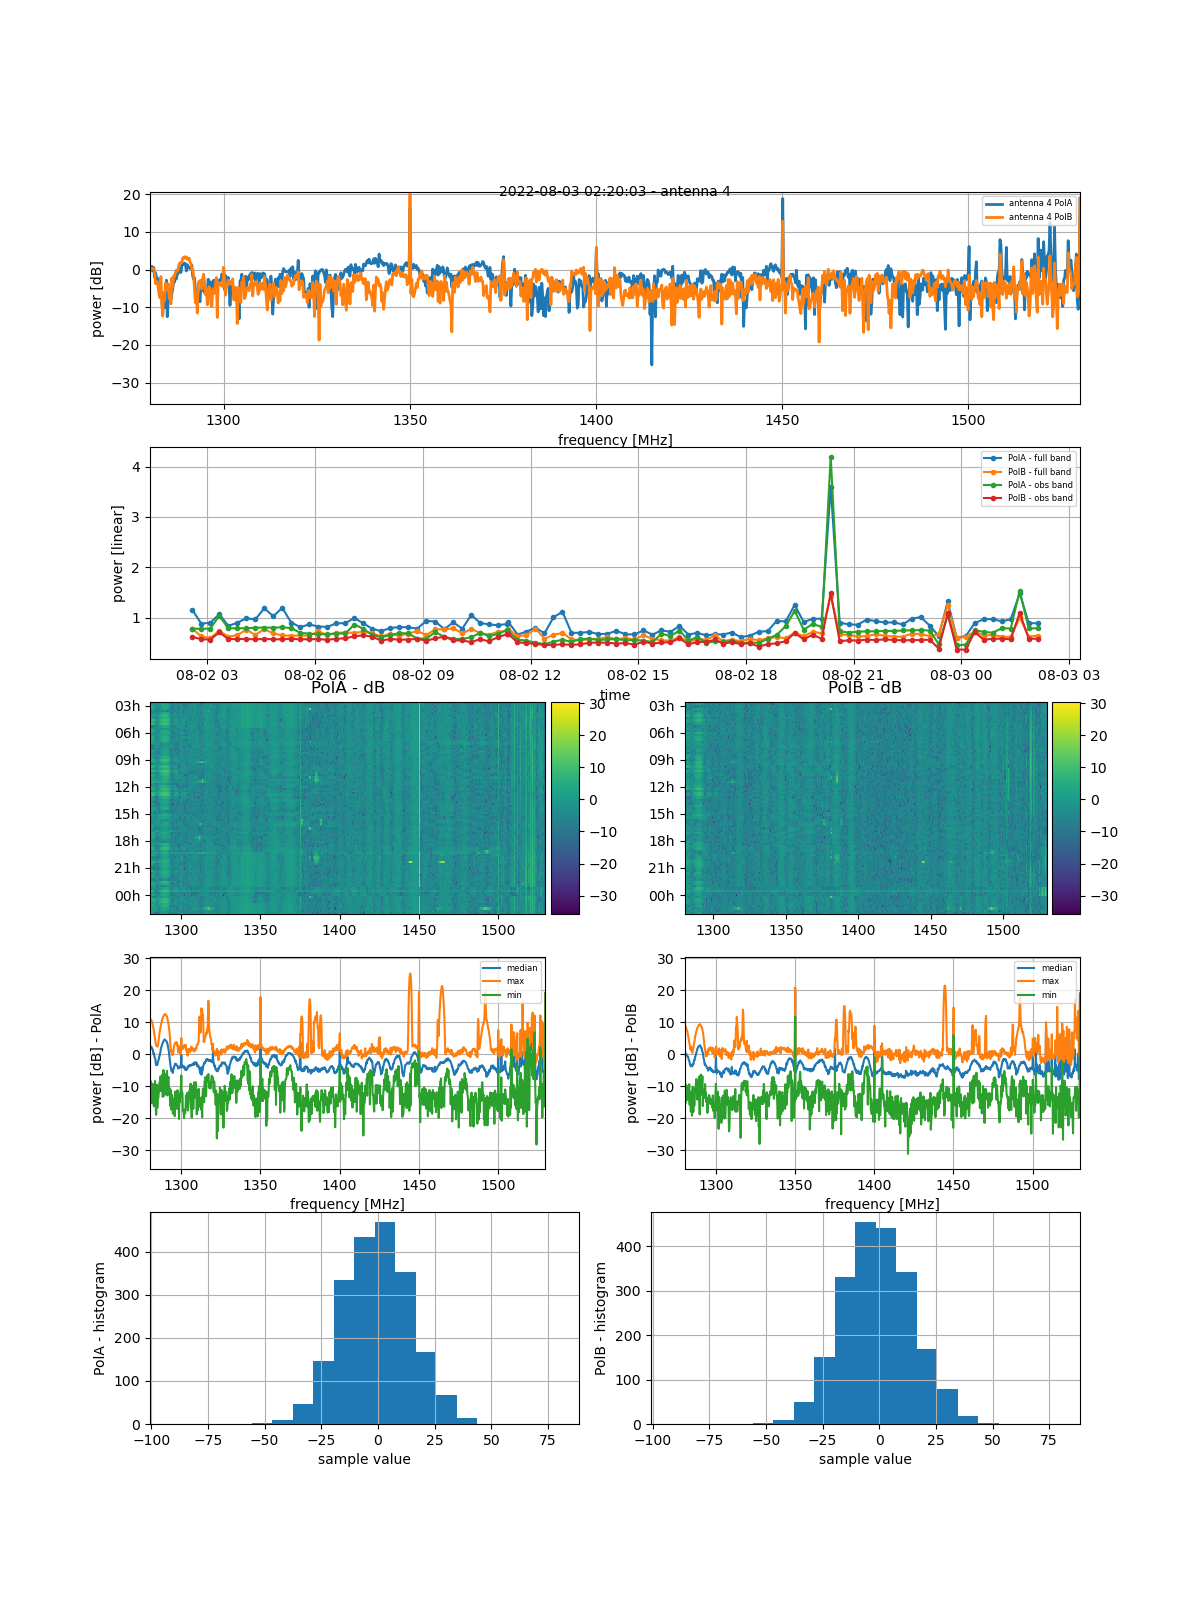 2022-08-03 02:20:03 - antenna 4
power [dB]
20
10
0
−10
−20
−30
antenna 4 PolA
antenna 4 PolB
1300 1350 1400 1450 1500
frequency [MHz]
power [linear]
4
3
2
1
PolA - full band
PolB - full band
PolA - obs band
PolB - obs band
08-02 03 08-02 06 08-02 09 08-02 12 08-02 15 08-02 18 08-02 21 08-03 00 08-03 03
time
PolA - dB
03h
06h
09h
12h
15h
18h
21h
00h
1300 1350 1400 1450 1500
30
20
10
0
−10
−20
−30
PolB - dB
03h
06h
09h
12h
15h
18h
21h
00h
1300 1350 1400 1450 1500
30
20
10
0
−10
−20
−30
power [dB] - PolA
30
20
10
0
−10
−20
−30
median
max
min
1300 1350 1400 1450 1500
frequency [MHz]
power [dB] - PolB
30
20
10
0
−10
−20
−30
median
max
min
1300 1350 1400 1450 1500
frequency [MHz]
PolA - histogram
400
300
200
100
0
−100 −75 −50 −25 0 25 50 75
sample value
PolB - histogram
400
300
200
100
0
−100 −75 −50 −25 0 25 50 75
sample value